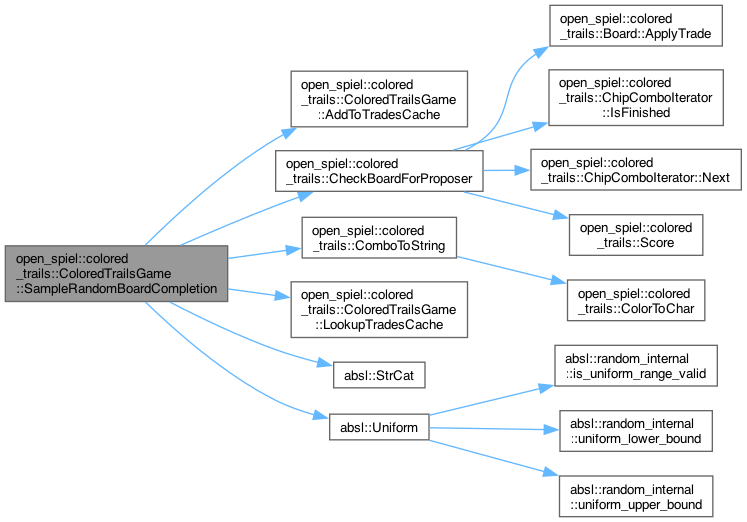 open_spiel::colored
_trails::ColoredTrailsGame
::SampleRandomBoardCompletion
open_spiel::colored
_trails::ColoredTrailsGame
::AddToTradesCache
open_spiel::colored
_trails::CheckBoardForProposer
open_spiel::colored
_trails::Board::ApplyTrade
open_spiel::colored
_trails::ChipComboIterator
::IsFinished
open_spiel::colored
_trails::ChipComboIterator::Next
open_spiel::colored
_trails::Score
open_spiel::colored
_trails::ComboToString
open_spiel::colored
_trails::ColorToChar
open_spiel::colored
_trails::ColoredTrailsGame
::LookupTradesCache
absl::StrCat
absl::Uniform
absl::random_internal
::is_uniform_range_valid
absl::random_internal
::uniform_lower_bound
absl::random_internal
::uniform_upper_bound